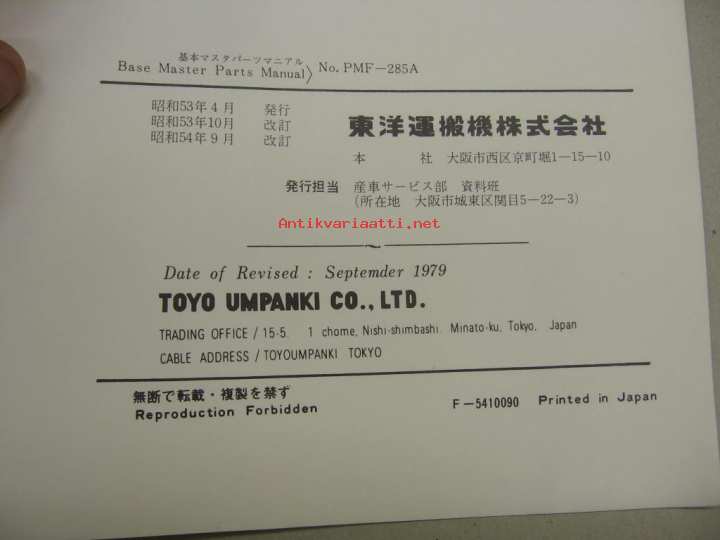 基本マスタパーツマニアル
Base Master Parts Manual〉 No. PMF-285A
昭和53年4月 発行
昭和53年10月 改訂
昭和54年9月 改訂
東洋運搬機株式会社
本 社 大阪市西区京町堀1-15-10
発行担当 産車サービス部 資料班
(所在地 大阪市城東区関目5-22-3)
Antikvariaatti.net
Date of Revised : Septemder 1979
TOYO UMPANKI CO., LTD.
TRADING OFFICE / 15-5. 1 chome, Nishi-shimbashi. Minato-ku, Tokyo, Japan
CABLE ADDRESS / TOYOUMPANKI TOKYO
無断で転載・複製を禁ず
Reproduction Forbidden
F-5410090 Printed in Japan